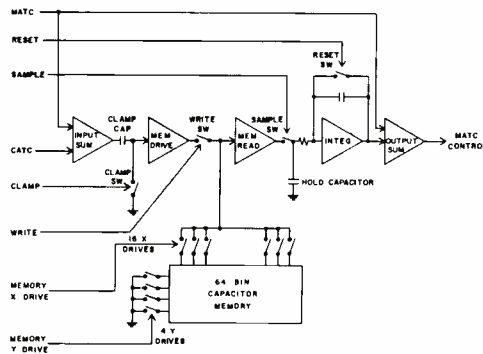 MATC
RESET
SAMPLE
CATC
CLAMP
WRITE
MEMORY
X DRIVE
MEMORY
Y DRIVE
INPUT
SUM
CLAMP
CAP
CLAMP
SW
MEM
DRIVE
WRITE
SW
MEM
READ
SAMPLE
SW
HOLD CAPACITOR
RESET
SW
INTEG
OUTPUT
SUM
MATC
CONTROL
16 X
DRIVES
64 BIN
CAPACITOR
MEMORY
4 Y
DRIVES